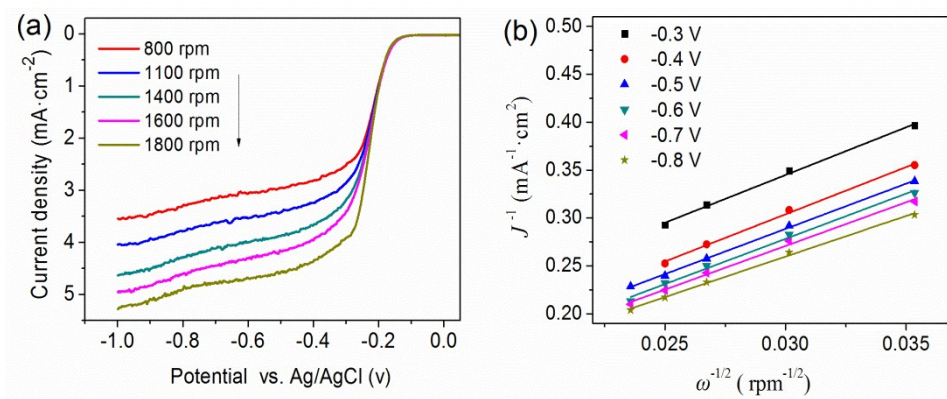 (a)
800 rpm
1100 rpm
1400 rpm
1600 rpm
1800 rpm
0
1
2
3
4
5
Current density (mA·cm⁻²)
-1.0 -0.8 -0.6 -0.4 -0.2 0.0
Potential vs. Ag/AgCl (v)
(b)
-0.3 V
-0.4 V
-0.5 V
-0.6 V
-0.7 V
-0.8 V
0.50
0.45
0.40
0.35
0.30
0.25
0.20
J⁻¹ (mA⁻¹·cm²)
0.025 0.030 0.035
ω⁻¹/² ( rpm⁻¹/²)